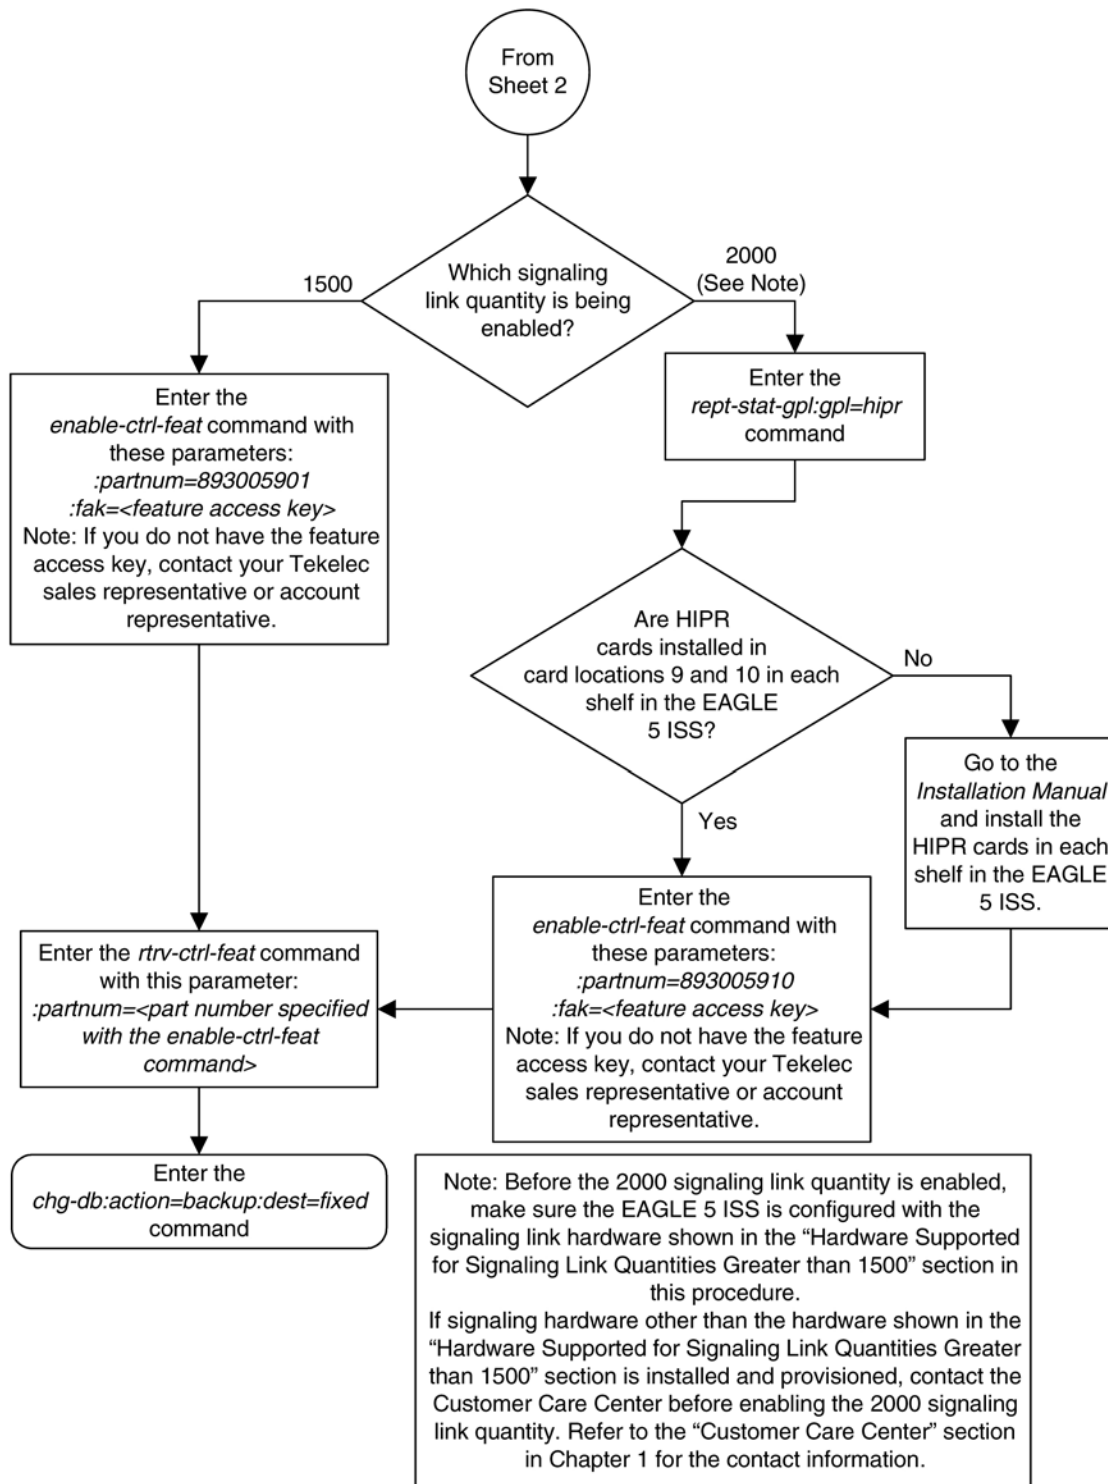 From
Sheet 2
Which signaling
link quantity is being
enabled?
1500
2000
(See Note)
Enter the
enable-ctrl-feat command with
these parameters:
:partnum=893005901
:fak=<feature access key>
Note: If you do not have the feature
access key, contact your Tekelec
sales representative or account
representative.
Enter the
rept-stat-gpl:gpl=hipr
command
Are HIPR
cards installed in
card locations 9 and 10 in each
shelf in the EAGLE
5 ISS?
No
Yes
Go to the
Installation Manual
and install the
HIPR cards in each
shelf in the EAGLE
5 ISS.
Enter the
enable-ctrl-feat command with
these parameters:
:partnum=893005910
:fak=<feature access key>
Note: If you do not have the feature
access key, contact your Tekelec
sales representative or account
representative.
Enter the rtrv-ctrl-feat command
with this parameter:
:partnum=<part number specified
with the enable-ctrl-feat
command>
Enter the
chg-db:action=backup:dest=fixed
command
Note: Before the 2000 signaling link quantity is enabled,
make sure the EAGLE 5 ISS is configured with the
signaling link hardware shown in the “Hardware Supported
for Signaling Link Quantities Greater than 1500” section in
this procedure.
If signaling hardware other than the hardware shown in the
“Hardware Supported for Signaling Link Quantities Greater
than 1500” section is installed and provisioned, contact the
Customer Care Center before enabling the 2000 signaling
link quantity. Refer to the “Customer Care Center” section
in Chapter 1 for the contact information.